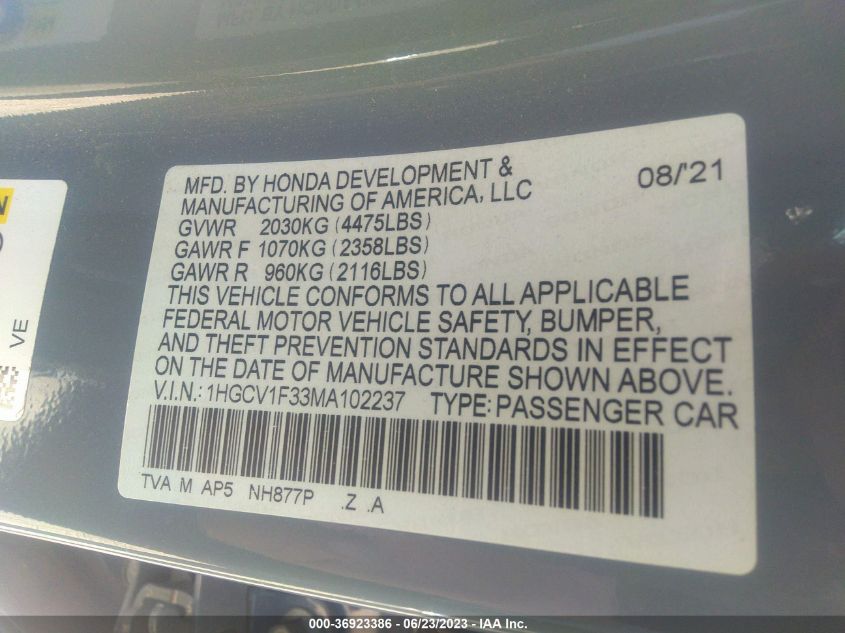 MFD. BY HONDA DEVELOPMENT & 08/'21
MANUFACTURING OF AMERICA, LLC
GVWR 2030KG (4475LBS)
GAWR F 1070KG (2358LBS)
GAWR R 960KG (2116LBS)
THIS VEHICLE CONFORMS TO ALL APPLICABLE
FEDERAL MOTOR VEHICLE SAFETY, BUMPER,
AND THEFT PREVENTION STANDARDS IN EFFECT
ON THE DATE OF MANUFACTURE SHOWN ABOVE.
V.I.N.: 1HGCV1F33MA102237 TYPE: PASSENGER CAR
TVA M AP5 NH877P .Z .A
VE
000-36923386 - 06/23/2023 - IAA Inc.